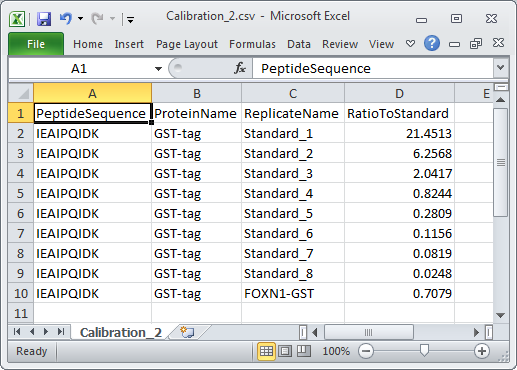 Calibration_2.csv - Microsoft Excel
File Home Insert Page Layout Formulas Data Review View
A1 fx PeptideSequence
A B C D E
1 PeptideSequence ProteinName ReplicateName RatioToStandard
2 IEAIPQIDK GST-tag Standard_1 21.4513
3 IEAIPQIDK GST-tag Standard_2 6.2568
4 IEAIPQIDK GST-tag Standard_3 2.0417
5 IEAIPQIDK GST-tag Standard_4 0.8244
6 IEAIPQIDK GST-tag Standard_5 0.2809
7 IEAIPQIDK GST-tag Standard_6 0.1156
8 IEAIPQIDK GST-tag Standard_7 0.0819
9 IEAIPQIDK GST-tag Standard_8 0.0248
10 IEAIPQIDK GST-tag FOXN1-GST 0.7079
11
Calibration_2
Ready 100%